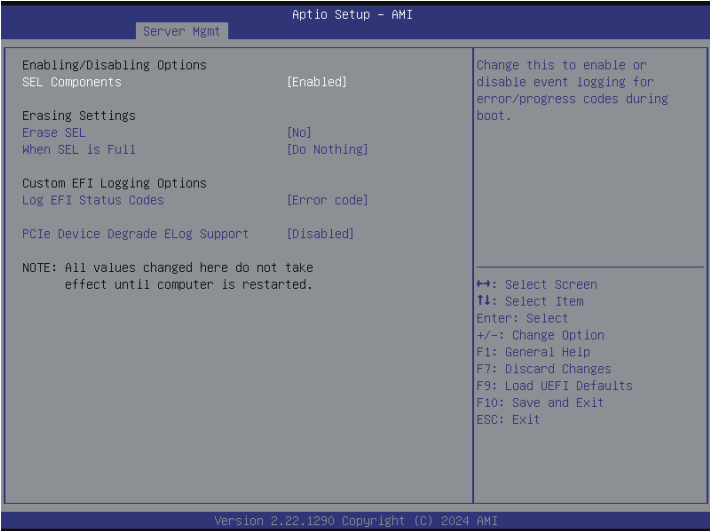 Aptio Setup – AMI
Server Mgmt
Enabling/Disabling Options
SEL Components [Enabled]
Erasing Settings
Erase SEL [No]
When SEL is Full [Do Nothing]
Custom EFI Logging Options
Log EFI Status Codes [Error code]
PCIe Device Degrade ELog Support [Disabled]
NOTE: All values changed here do not take
effect until computer is restarted.
Change this to enable or
disable event logging for
error/progress codes during
boot.
↔: Select Screen
↑↓: Select Item
Enter: Select
+/-: Change Option
F1: General Help
F7: Discard Changes
F9: Load UEFI Defaults
F10: Save and Exit
ESC: Exit
Version 2.22.1290 Copyright (C) 2024 AMI